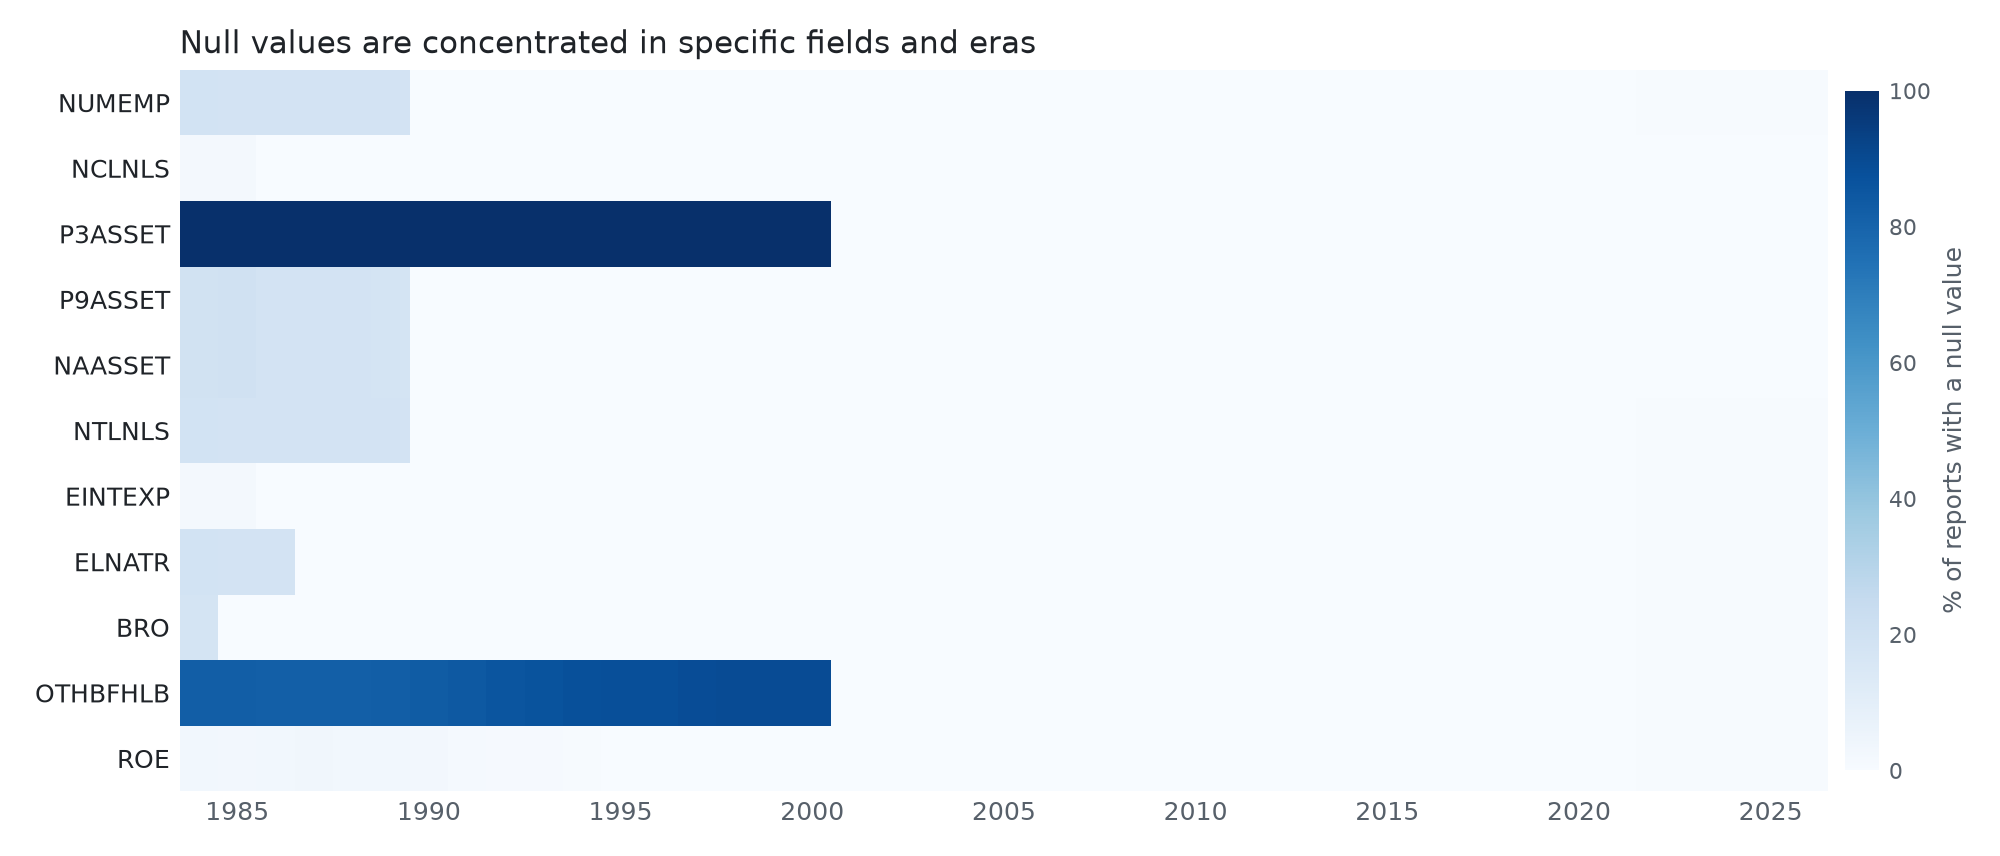 Null values are concentrated in specific fields and eras
NUMEMP
NCLNLS
P3ASSET
P9ASSET
NAASSET
NTLNLS
EINTEXP
ELNATR
BRO
OTHBFHLB
ROE
1985 1990 1995 2000 2005 2010 2015 2020 2025
100
80
60
40
20
0
% of reports with a null value